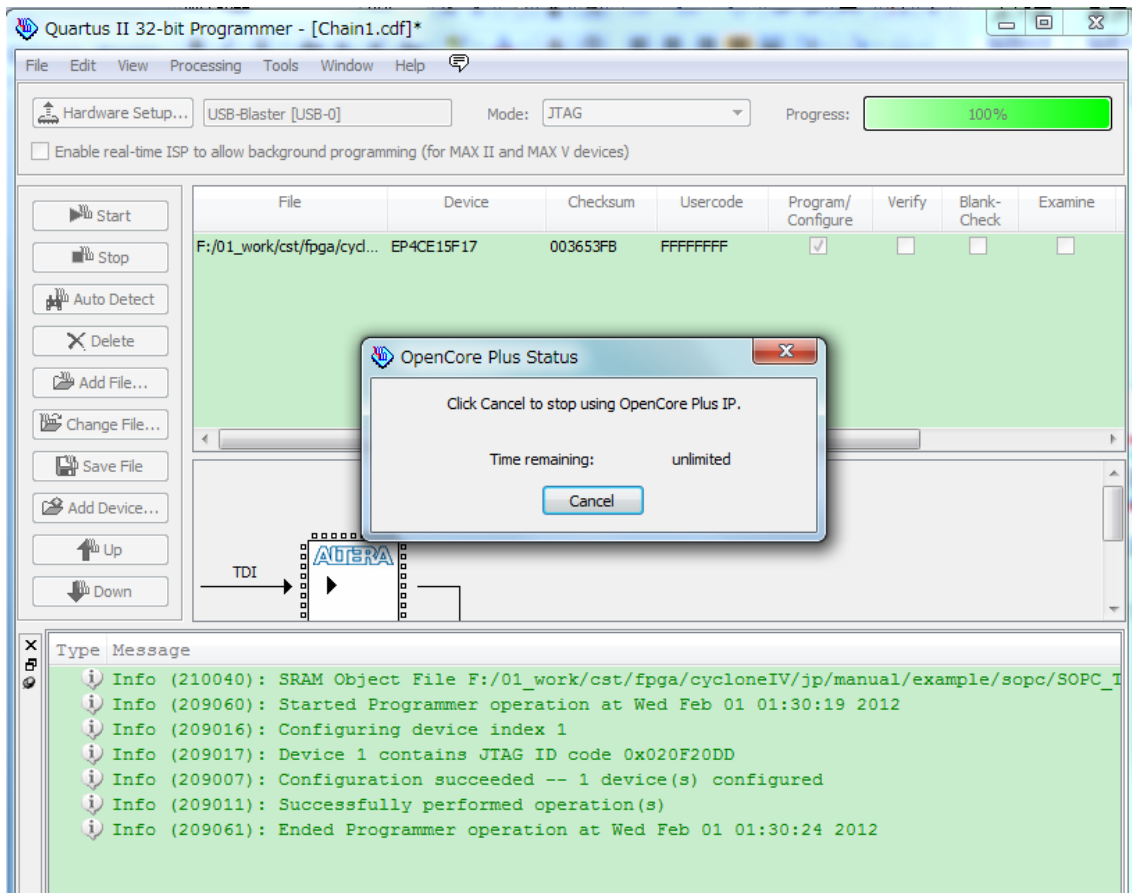 Quartus II 32-bit Programmer - [Chain1.cdf]*
File Edit View Processing Tools Window Help
Hardware Setup... USB-Blaster [USB-0] Mode: JTAG Progress: 100%
Enable real-time ISP to allow background programming (for MAX II and MAX V devices)
Start
Stop
Auto Detect
Delete
Add File...
Change File...
Save File
Add Device...
Up
Down
File Device Checksum Usercode Program/ Verify Blank- Examine
Configure Check
F:/01_work/cst/fpga/cycl... EP4CE15F17 003653FB FFFFFFFF
OpenCore Plus Status
Click Cancel to stop using OpenCore Plus IP.
Time remaining: unlimited
Cancel
TDI
ALTERA
Type Message
Info (210040): SRAM Object File F:/01_work/cst/fpga/cycloneIV/jp/manual/example/sopc/SOPC_T
Info (209060): Started Programmer operation at Wed Feb 01 01:30:19 2012
Info (209016): Configuring device index 1
Info (209017): Device 1 contains JTAG ID code 0x020F20DD
Info (209007): Configuration succeeded -- 1 device(s) configured
Info (209011): Successfully performed operation(s)
Info (209061): Ended Programmer operation at Wed Feb 01 01:30:24 2012